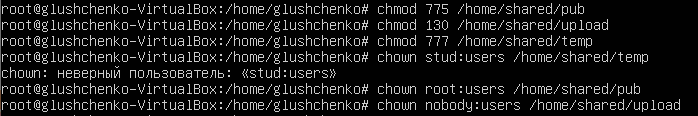 root@glushchenko-VirtualBox:/home/glushchenko# chmod 775 /home/shared/pub
root@glushchenko-VirtualBox:/home/glushchenko# chmod 130 /home/shared/upload
root@glushchenko-VirtualBox:/home/glushchenko# chmod 777 /home/shared/temp
root@glushchenko-VirtualBox:/home/glushchenko# chown stud:users /home/shared/temp
chown: неверный пользователь: «stud:users»
root@glushchenko-VirtualBox:/home/glushchenko# chown root:users /home/shared/pub
root@glushchenko-VirtualBox:/home/glushchenko# chown nobody:users /home/shared/upload